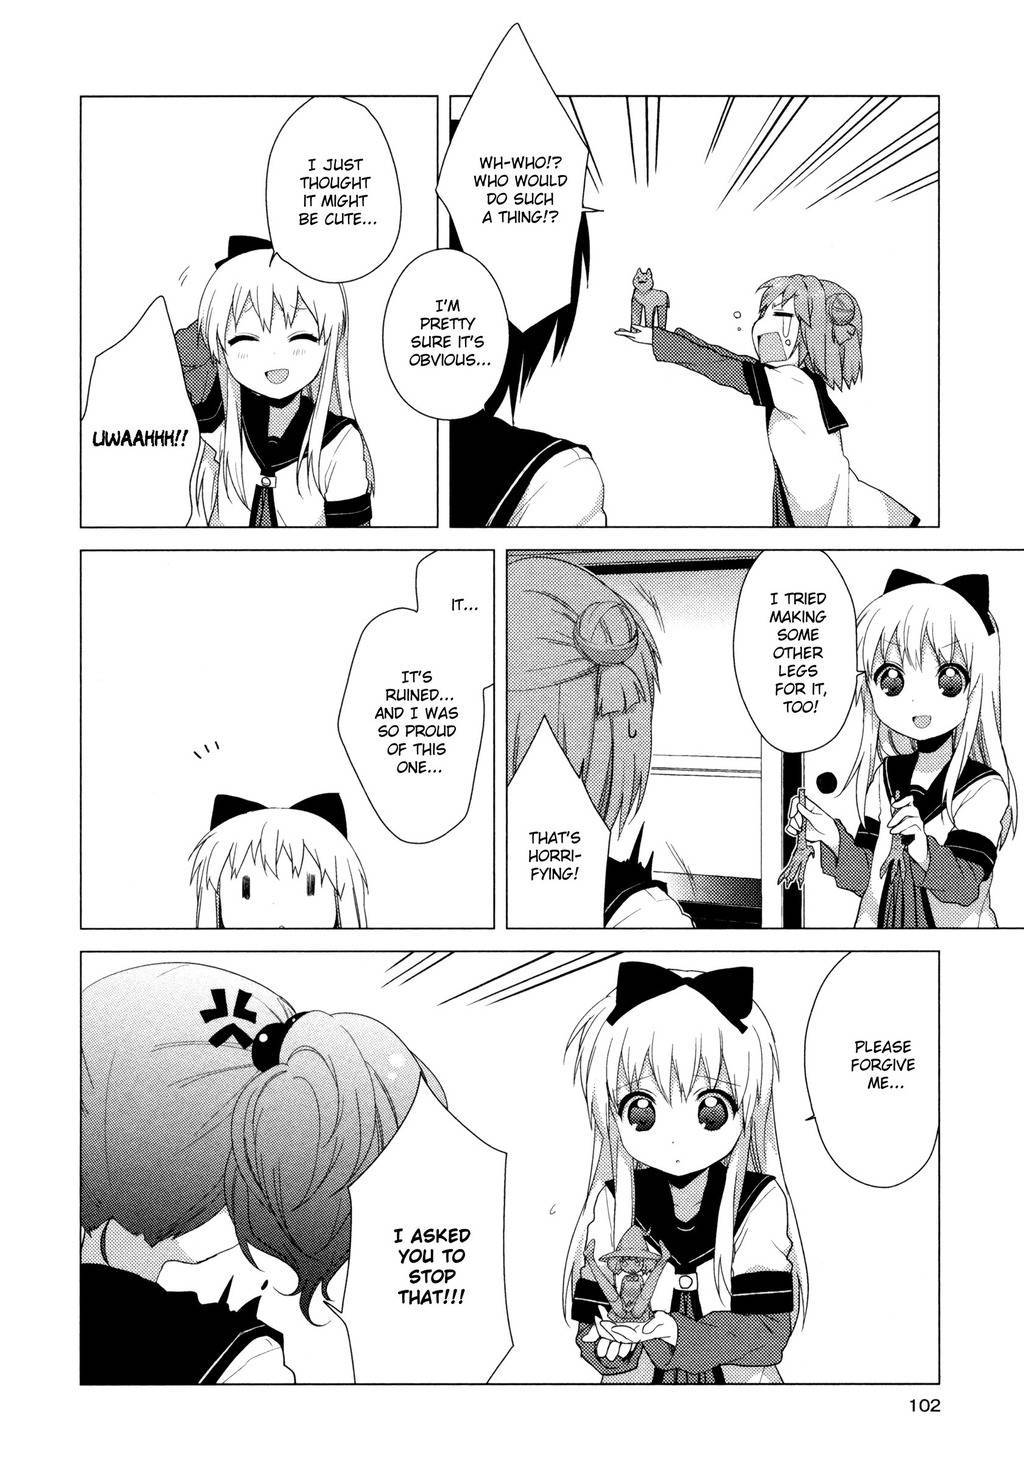 WH-WHO!?
WHO WOULD
DO SUCH
A THING!?
I'M
PRETTY
SURE IT'S
OBVIOUS...
I JUST
THOUGHT
IT MIGHT
BE CUTE...
UWAAHHH!!
I TRIED
MAKING
SOME
OTHER
LEGS
FOR IT,
TOO!
THAT'S
HORRI-
FYING!
IT...
IT'S
RUINED...
AND I WAS
SO PROUD
OF THIS
ONE...
PLEASE
FORGIVE
ME...
I ASKED
YOU TO
STOP
THAT!!!
102